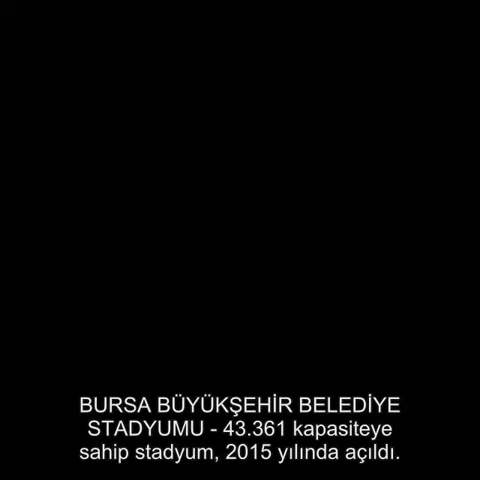 BURSA BÜYÜKŞEHİR BELEDİYE
STADYUMU - 43.361 kapasiteye
sahip stadyum, 2015 yılında açıldı.